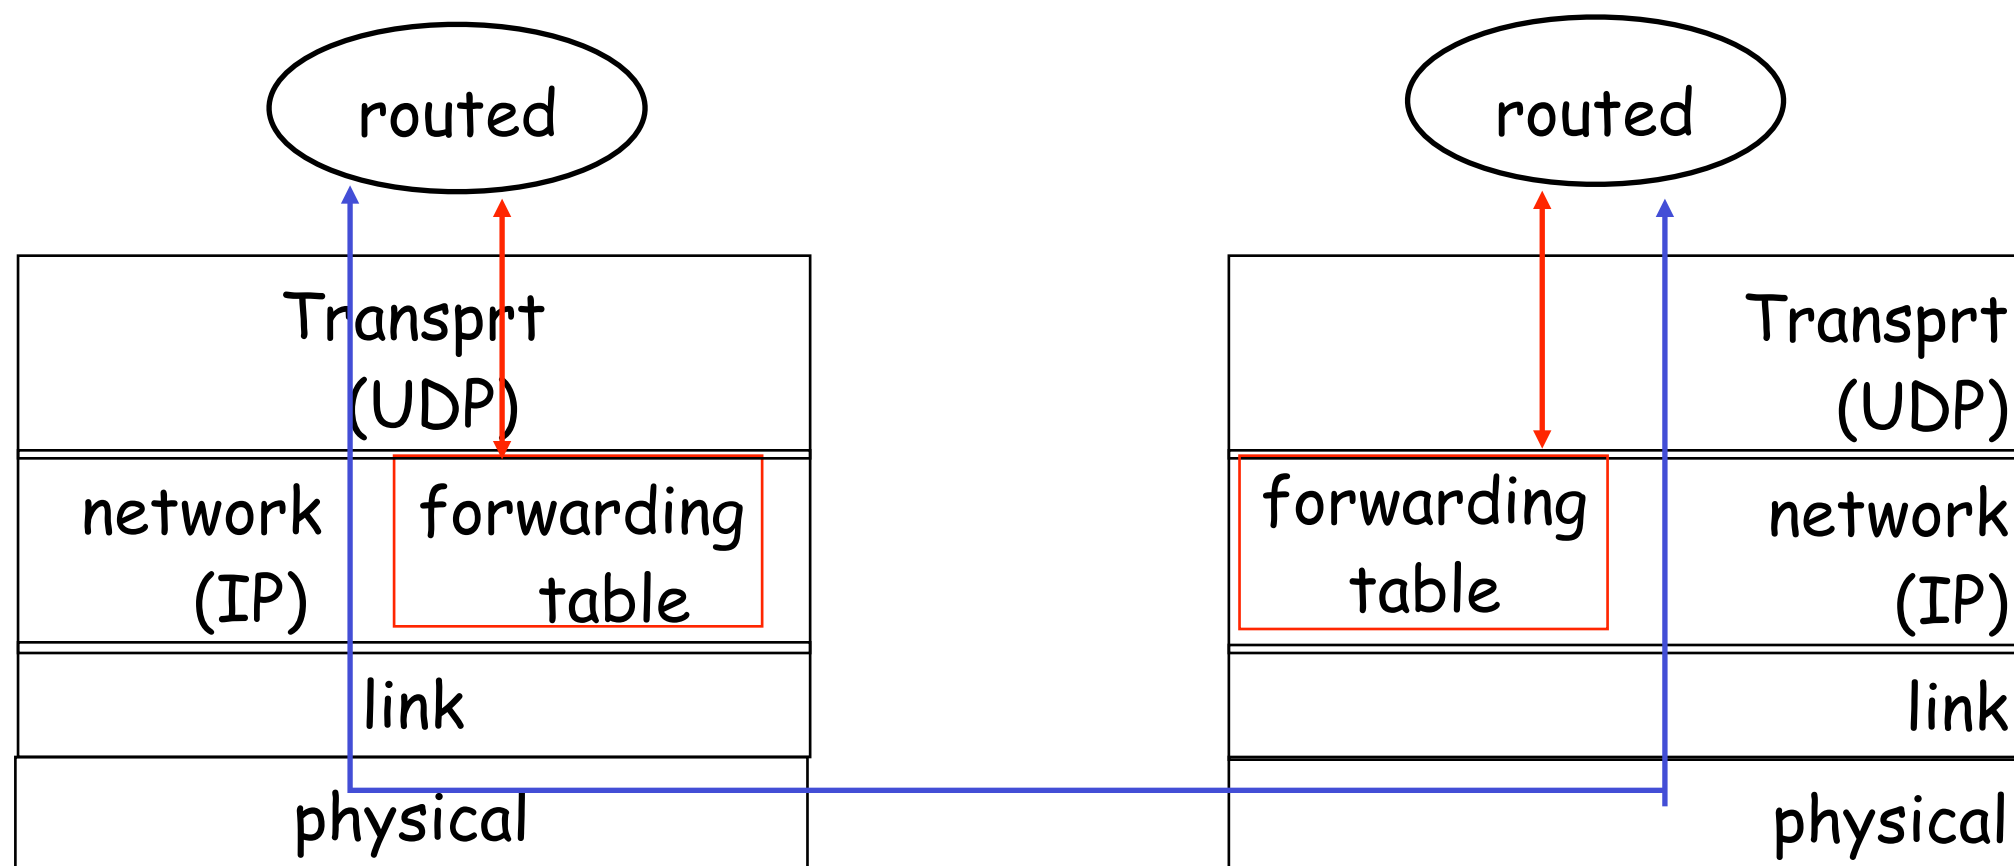 routed
Transprt
(UDP)
network
(IP)
forwarding
table
link
physical
routed
Transprt
(UDP)
forwarding
table
network
(IP)
link
physical